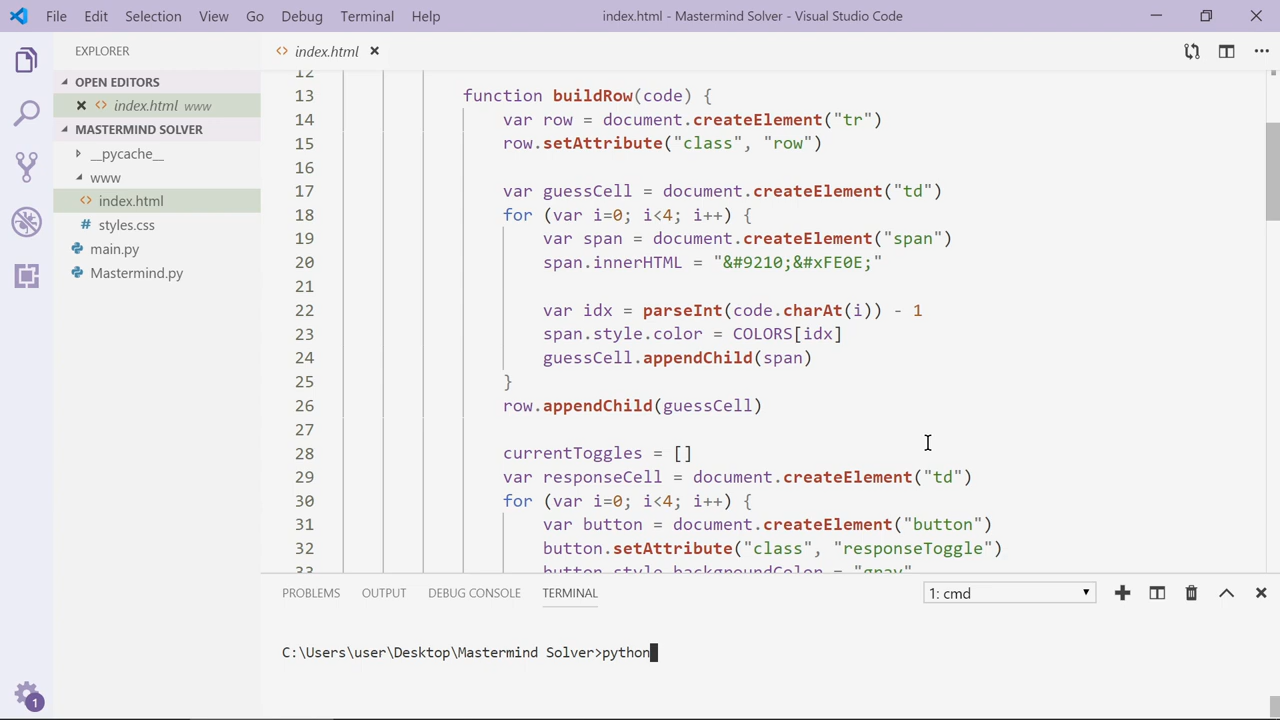 File Edit Selection View Go Debug Terminal Help
index.html - Mastermind Solver - Visual Studio Code
EXPLORER
OPEN EDITORS
index.html www
MASTERMIND SOLVER
__pycache__
www
index.html
styles.css
main.py
Mastermind.py
1
index.html
12
13 function buildRow(code) {
14 var row = document.createElement("tr")
15 row.setAttribute("class", "row")
16
17 var guessCell = document.createElement("td")
18 for (var i=0; i<4; i++) {
19 var span = document.createElement("span")
20 span.innerHTML = "&#9210;&#xFE0E;"
21
22 var idx = parseInt(code.charAt(i)) - 1
23 span.style.color = COLORS[idx]
24 guessCell.appendChild(span)
25 }
26 row.appendChild(guessCell)
27
28 currentToggles = []
29 var responseCell = document.createElement("td")
30 for (var i=0; i<4; i++) {
31 var button = document.createElement("button")
32 button.setAttribute("class", "responseToggle")
33 button.style.backgroundColor = "gray"
PROBLEMS OUTPUT DEBUG CONSOLE TERMINAL
1: cmd
C:\Users\user\Desktop\Mastermind Solver>python